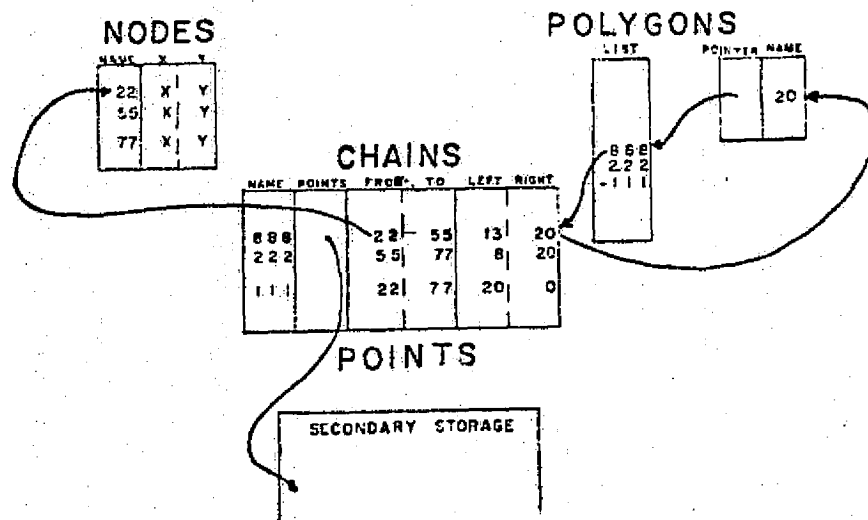 NODES
NAME X Y
22 X Y
55 X Y
77 X Y
POLYGONS
LIST
888
222
-111
POINTER NAME
20
CHAINS
NAME POINTS FROM TO LEFT RIGHT
888 22 55 13 20
222 55 77 8 20
111 22 77 20 0
POINTS
SECONDARY STORAGE